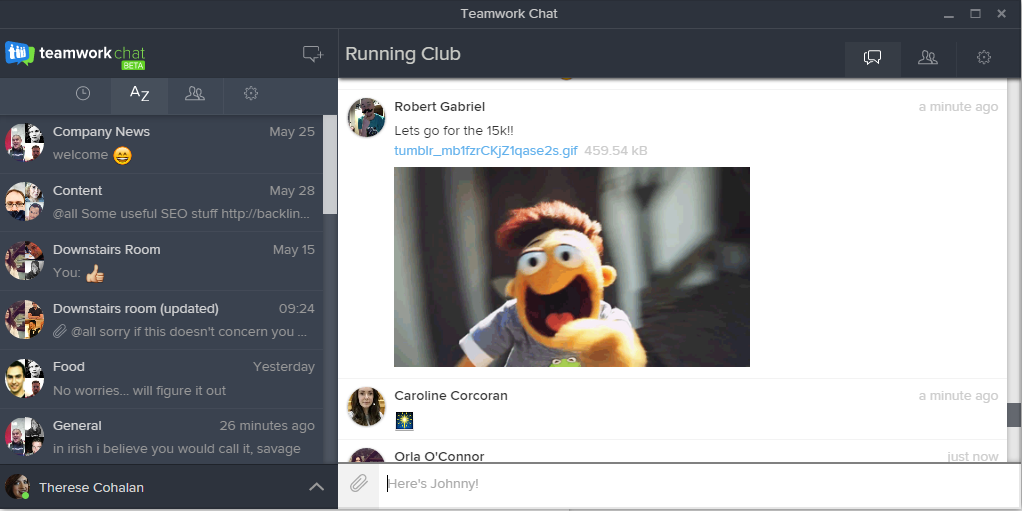 Teamwork Chat
teamwork chat
BETA
Running Club
AZ
Company News May 25
welcome 😄
Content May 28
@all Some useful SEO stuff http://backlin...
Downstairs Room May 15
You: 👍
Downstairs room (updated) 09:24
@all sorry if this doesn't concern you ...
Food Yesterday
No worries... will figure it out
General 26 minutes ago
in irish i believe you would call it, savage
Therese Cohalan
Robert Gabriel a minute ago
Lets go for the 15k!!
tumblr_mb1fzrCKjZ1qase2s.gif 459.54 kB
Caroline Corcoran a minute ago
Orla O'Connor just now
Here's Johnny!